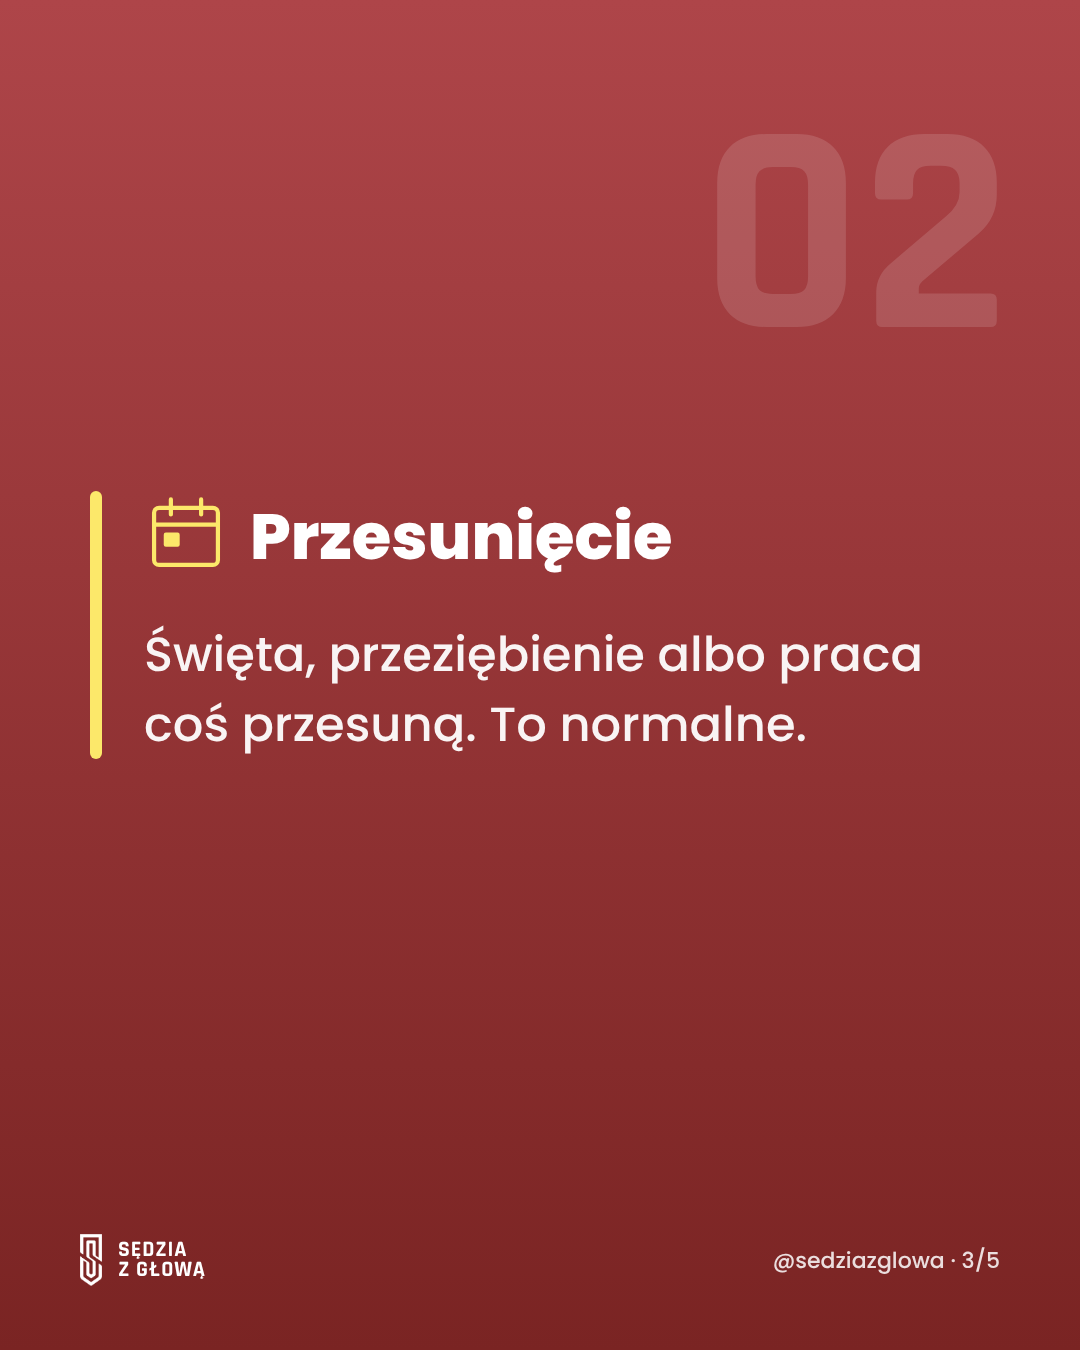 02
Przesunięcie
Święta, przeziębienie albo praca
coś przesuną. To normalne.
SĘDZIA
Z GŁOWĄ
@sedziazglowa · 3/5